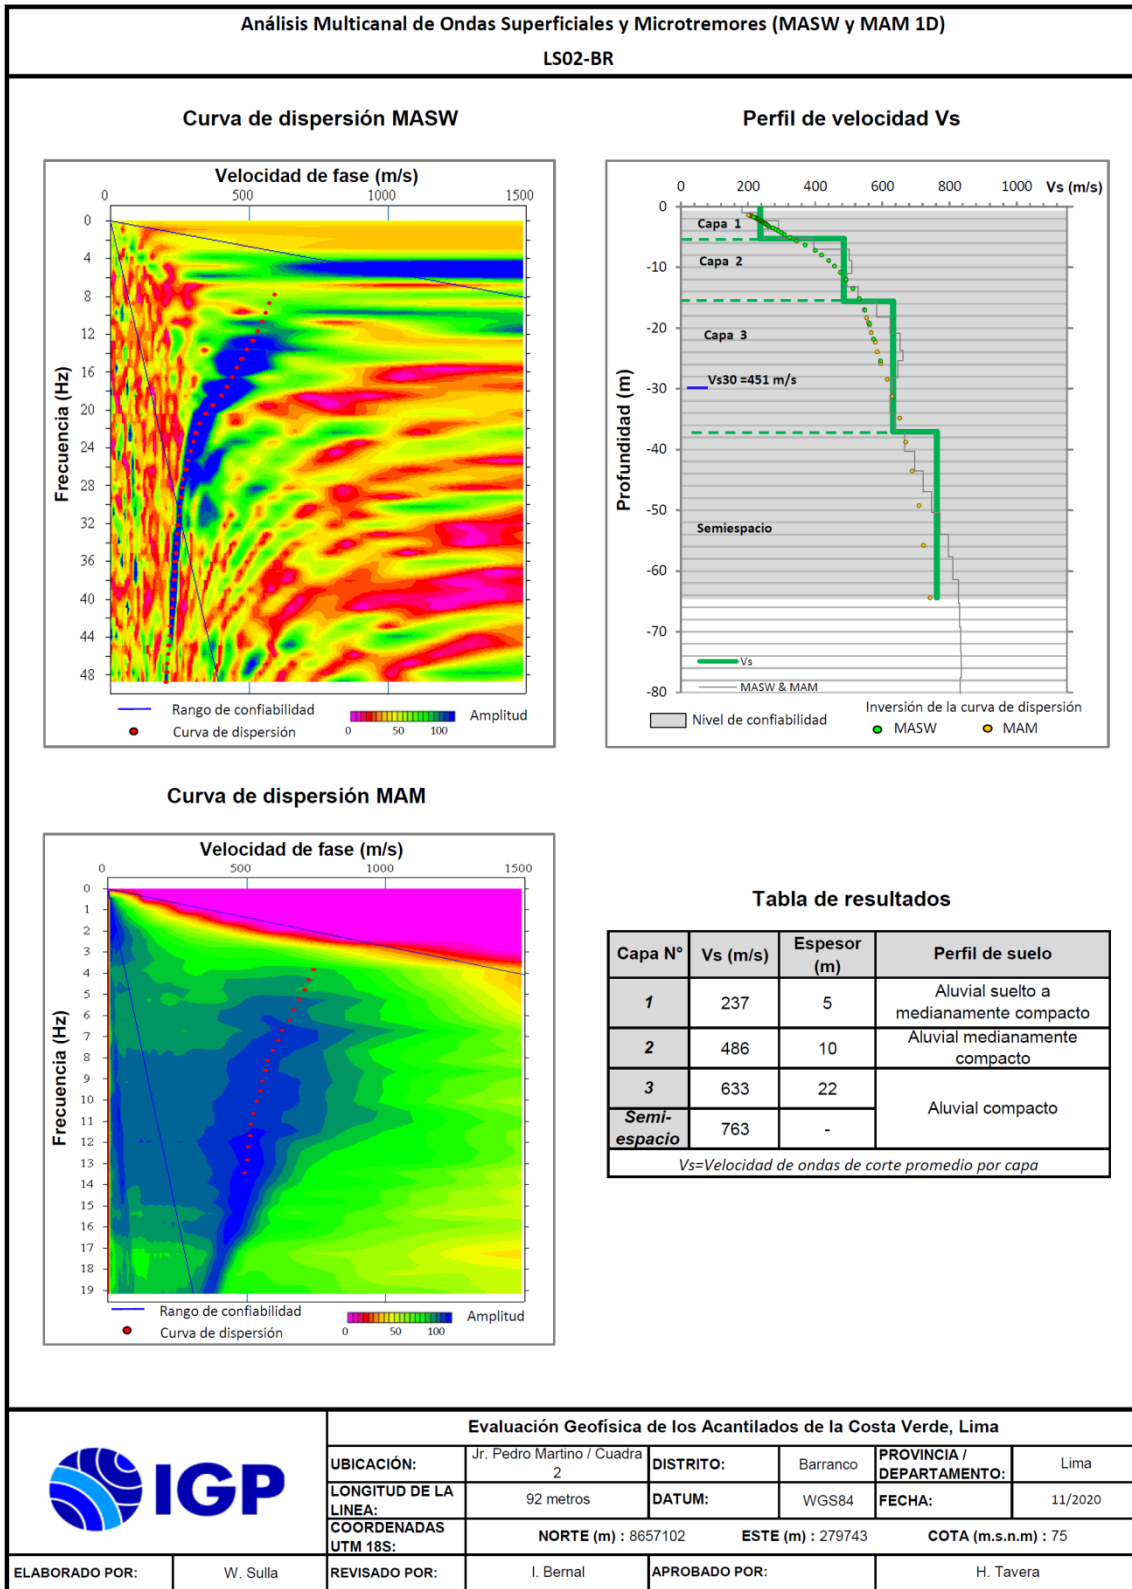 Análisis Multicanal de Ondas Superficiales y Microtremores (MASW y MAM 1D)
LS02-BR
Curva de dispersión MASW
Velocidad de fase (m/s)
0 500 1000 1500
Frecuencia (Hz)
0
4
8
12
16
20
24
28
32
36
40
44
48
Rango de confiabilidad
Curva de dispersión
0 50 100
Amplitud
Perfil de velocidad Vs
0 200 400 600 800 1000 Vs (m/s)
Profundidad (m)
0
-10
-20
-30
-40
-50
-60
-70
-80
Capa 1
Capa 2
Capa 3
Vs30 =451 m/s
Semiespacio
Vs
MASW & MAM
Nivel de confiabilidad
Inversión de la curva de dispersión
MASW MAM
Curva de dispersión MAM
Velocidad de fase (m/s)
0 500 1000 1500
Frecuencia (Hz)
0
1
2
3
4
5
6
7
8
9
10
11
12
13
14
15
16
17
18
19
Rango de confiabilidad
Curva de dispersión
0 50 100
Amplitud
Tabla de resultados
Capa N° Vs (m/s) Espesor (m) Perfil de suelo
1 237 5 Aluvial suelto a medianamente compacto
2 486 10 Aluvial medianamente compacto
3 633 22 Aluvial compacto
Semi-espacio 763 -
Vs=Velocidad de ondas de corte promedio por capa
IGP
Evaluación Geofísica de los Acantilados de la Costa Verde, Lima
UBICACIÓN: Jr. Pedro Martino / Cuadra 2 DISTRITO: Barranco PROVINCIA / DEPARTAMENTO: Lima
LONGITUD DE LA LINEA: 92 metros DATUM: WGS84 FECHA: 11/2020
COORDENADAS UTM 18S: NORTE (m) : 8657102 ESTE (m) : 279743 COTA (m.s.n.m) : 75
ELABORADO POR: W. Sulla REVISADO POR: I. Bernal APROBADO POR: H. Tavera